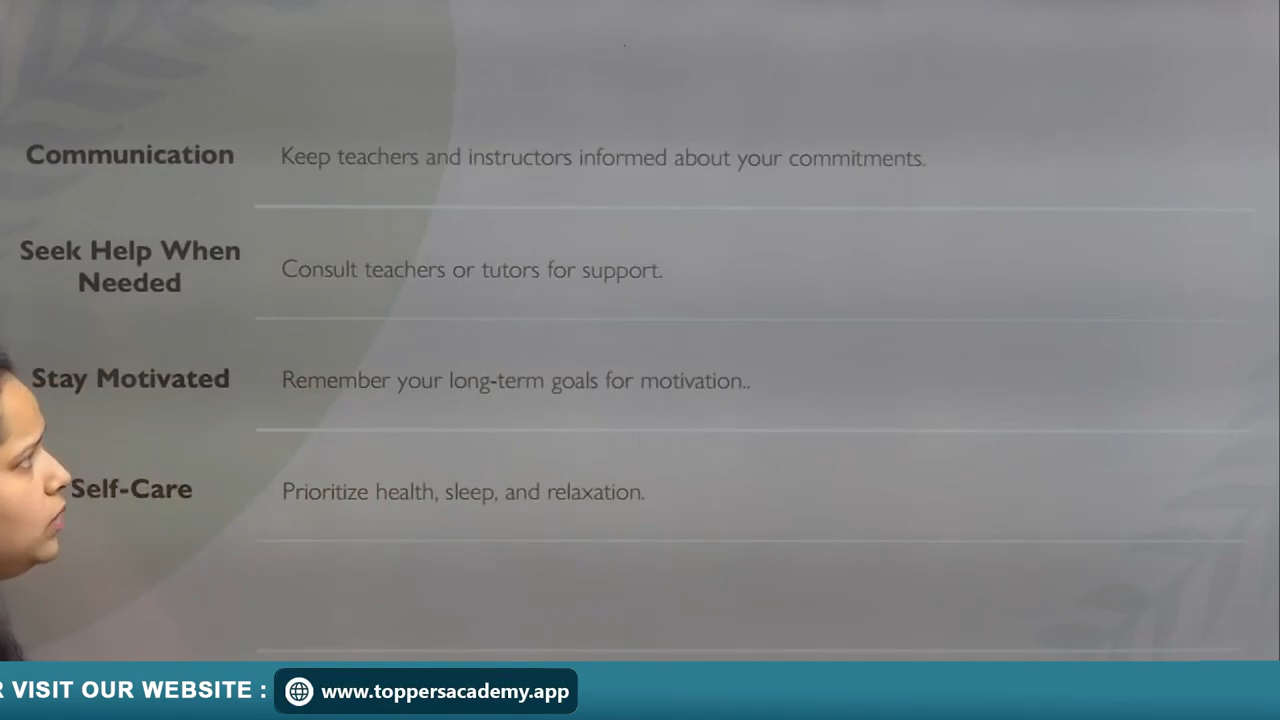 Communication
Keep teachers and instructors informed about your commitments.
Seek Help When
Needed
Consult teachers or tutors for support.
Stay Motivated
Remember your long-term goals for motivation..
Self-Care
Prioritize health, sleep, and relaxation.
R VISIT OUR WEBSITE : www.toppersacademy.app